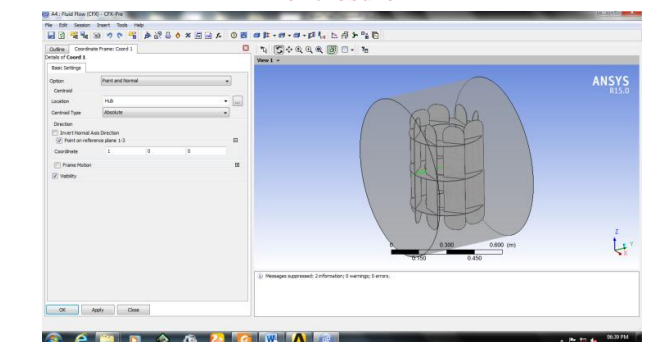 A4 : Fluid Flow (CFX) - CFX-Pre
File Edit Session Insert Tools Help
Outline Coordinate Frame: Coord 1
Details of Coord 1
Basic Settings
Option Point and Normal
Centroid
Location Hub
Centroid Type Absolute
Direction
Invert Normal Axis Direction
Point on reference plane 1-3
Coordinate 1 0 0
Frame Motion
Visibility
OK Apply Close
View 1
ANSYS
R15.0
0 0.300 0.600 (m)
0.150 0.450
Z
Y
X
Messages suppressed: 2 information; 0 warnings; 0 errors.
06:39 PM